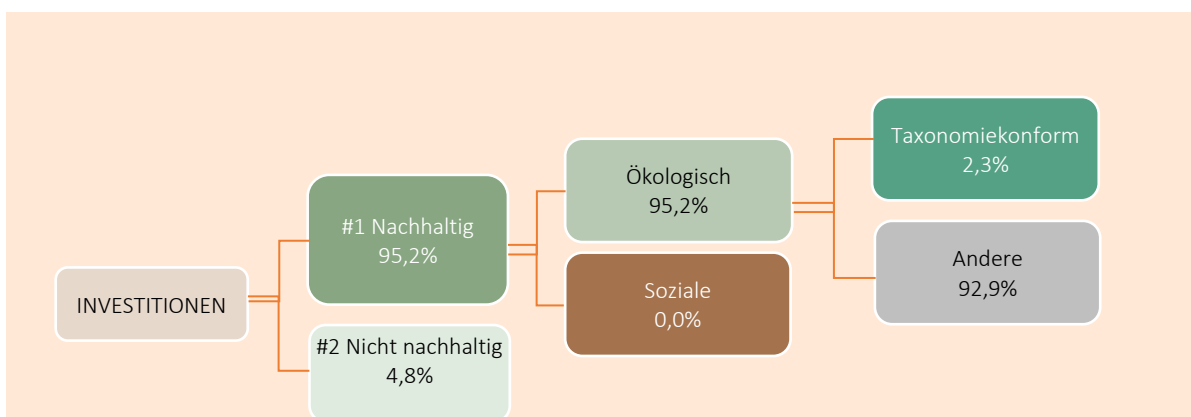 INVESTITIONEN
#1 Nachhaltig
95,2%
#2 Nicht nachhaltig
4,8%
Ökologisch
95,2%
Soziale
0,0%
Taxonomiekonform
2,3%
Andere
92,9%